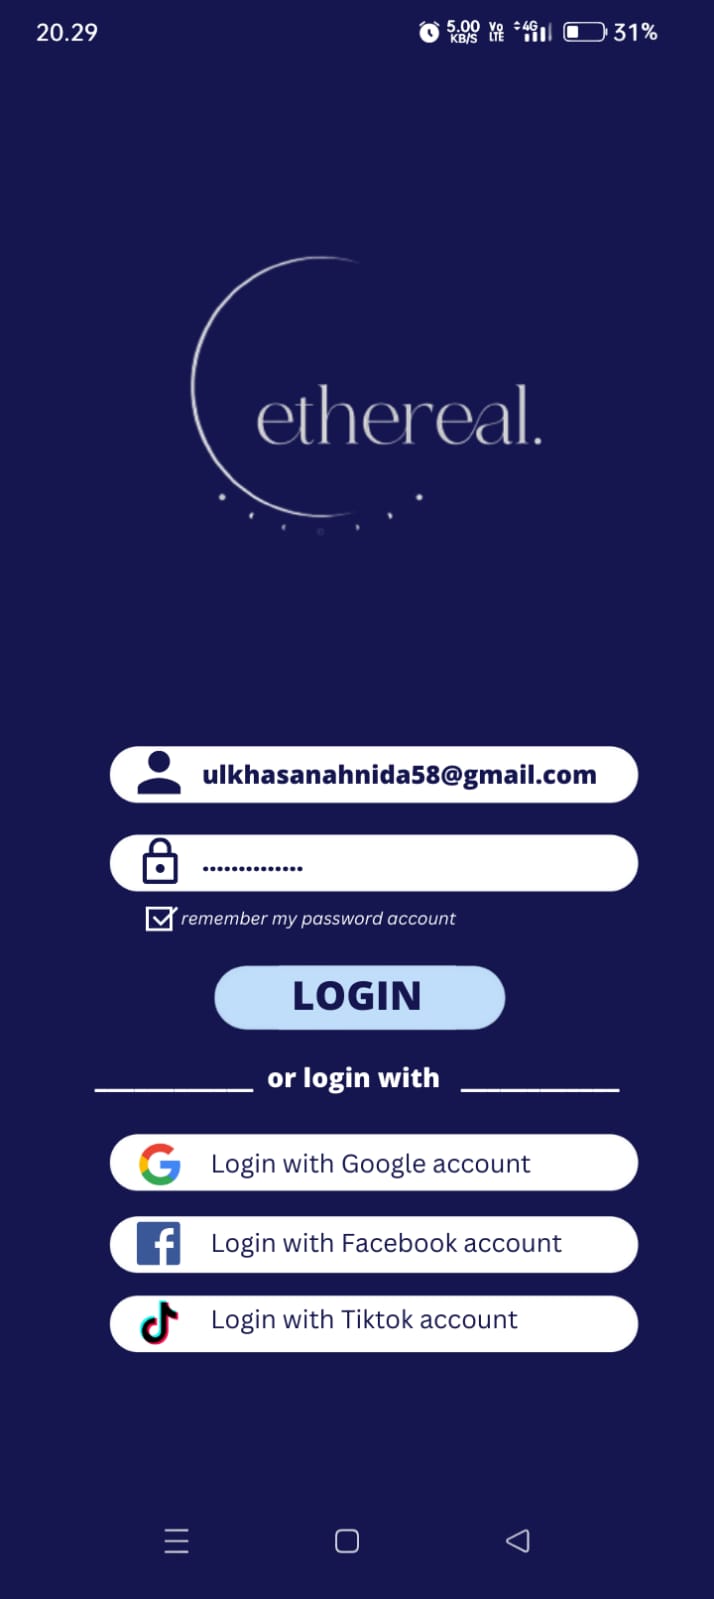 20.29 5.00 KB/S Vo LTE 4G 31%
ethereal.
ulkhasanahnida58@gmail.com
..............
remember my password account
LOGIN
or login with
Login with Google account
Login with Facebook account
Login with Tiktok account